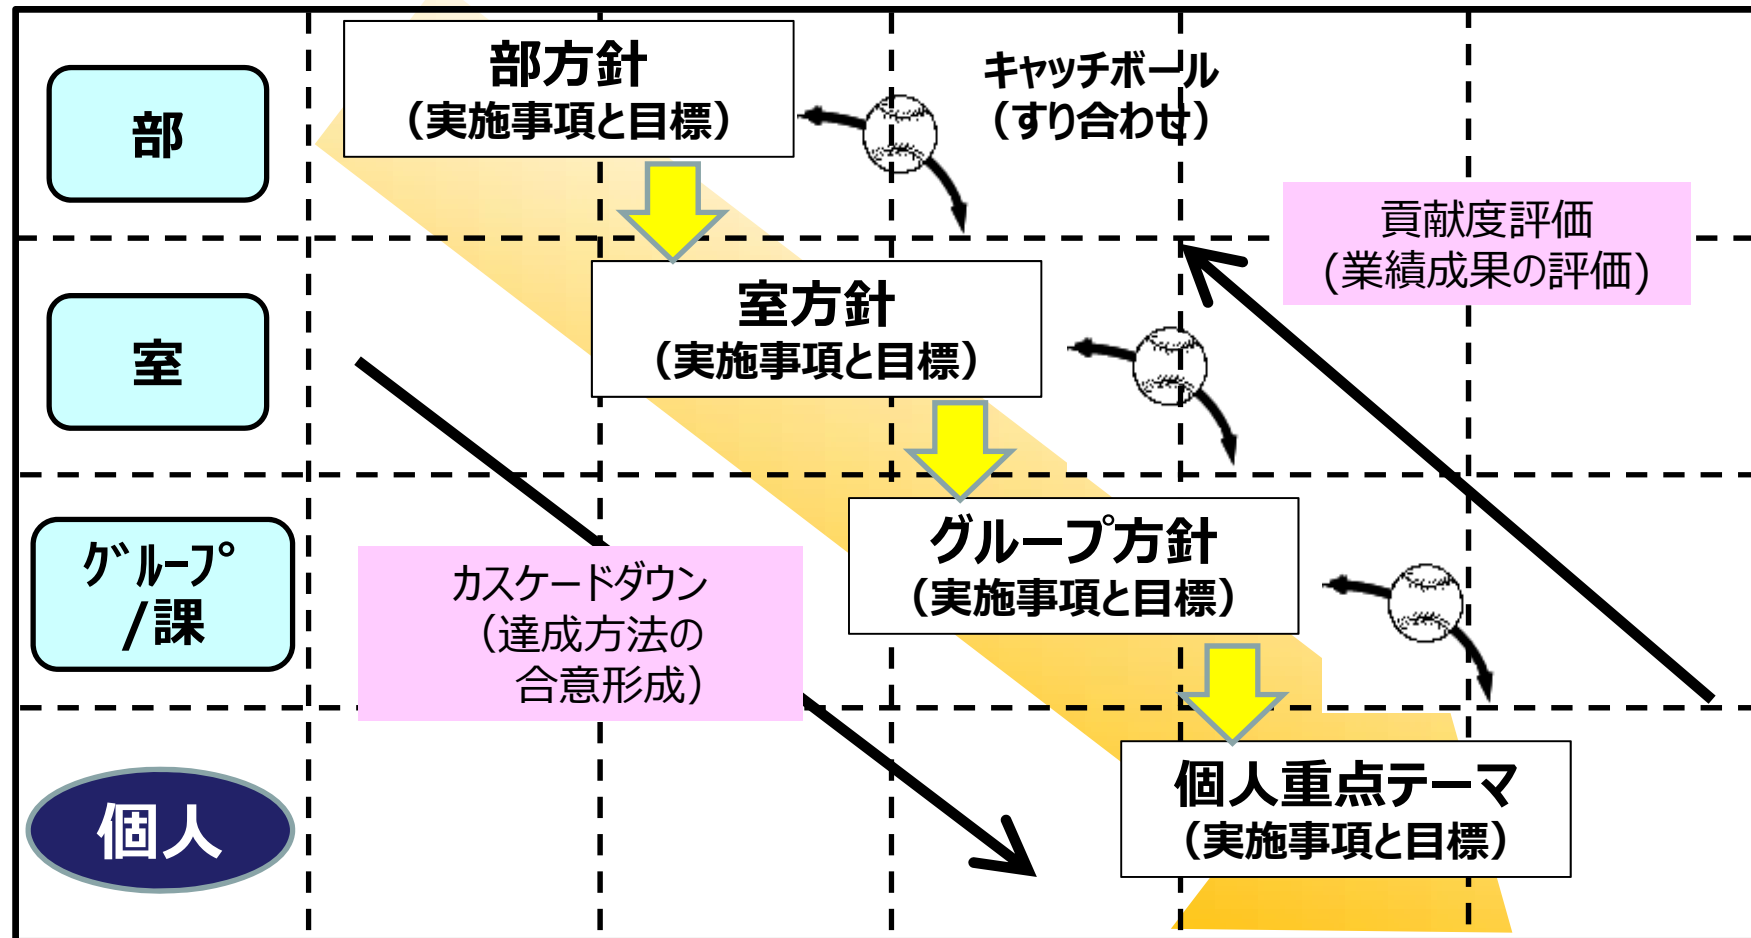 部
部方針
（実施事項と目標）
キャッチボール
（すり合わせ）
貢献度評価
(業績成果の評価)
室
室方針
（実施事項と目標）
ｸﾞﾙｰﾌﾟ
/課
グループ方針
（実施事項と目標）
カスケードダウン
（達成方法の
合意形成）
個人
個人重点テーマ
（実施事項と目標）